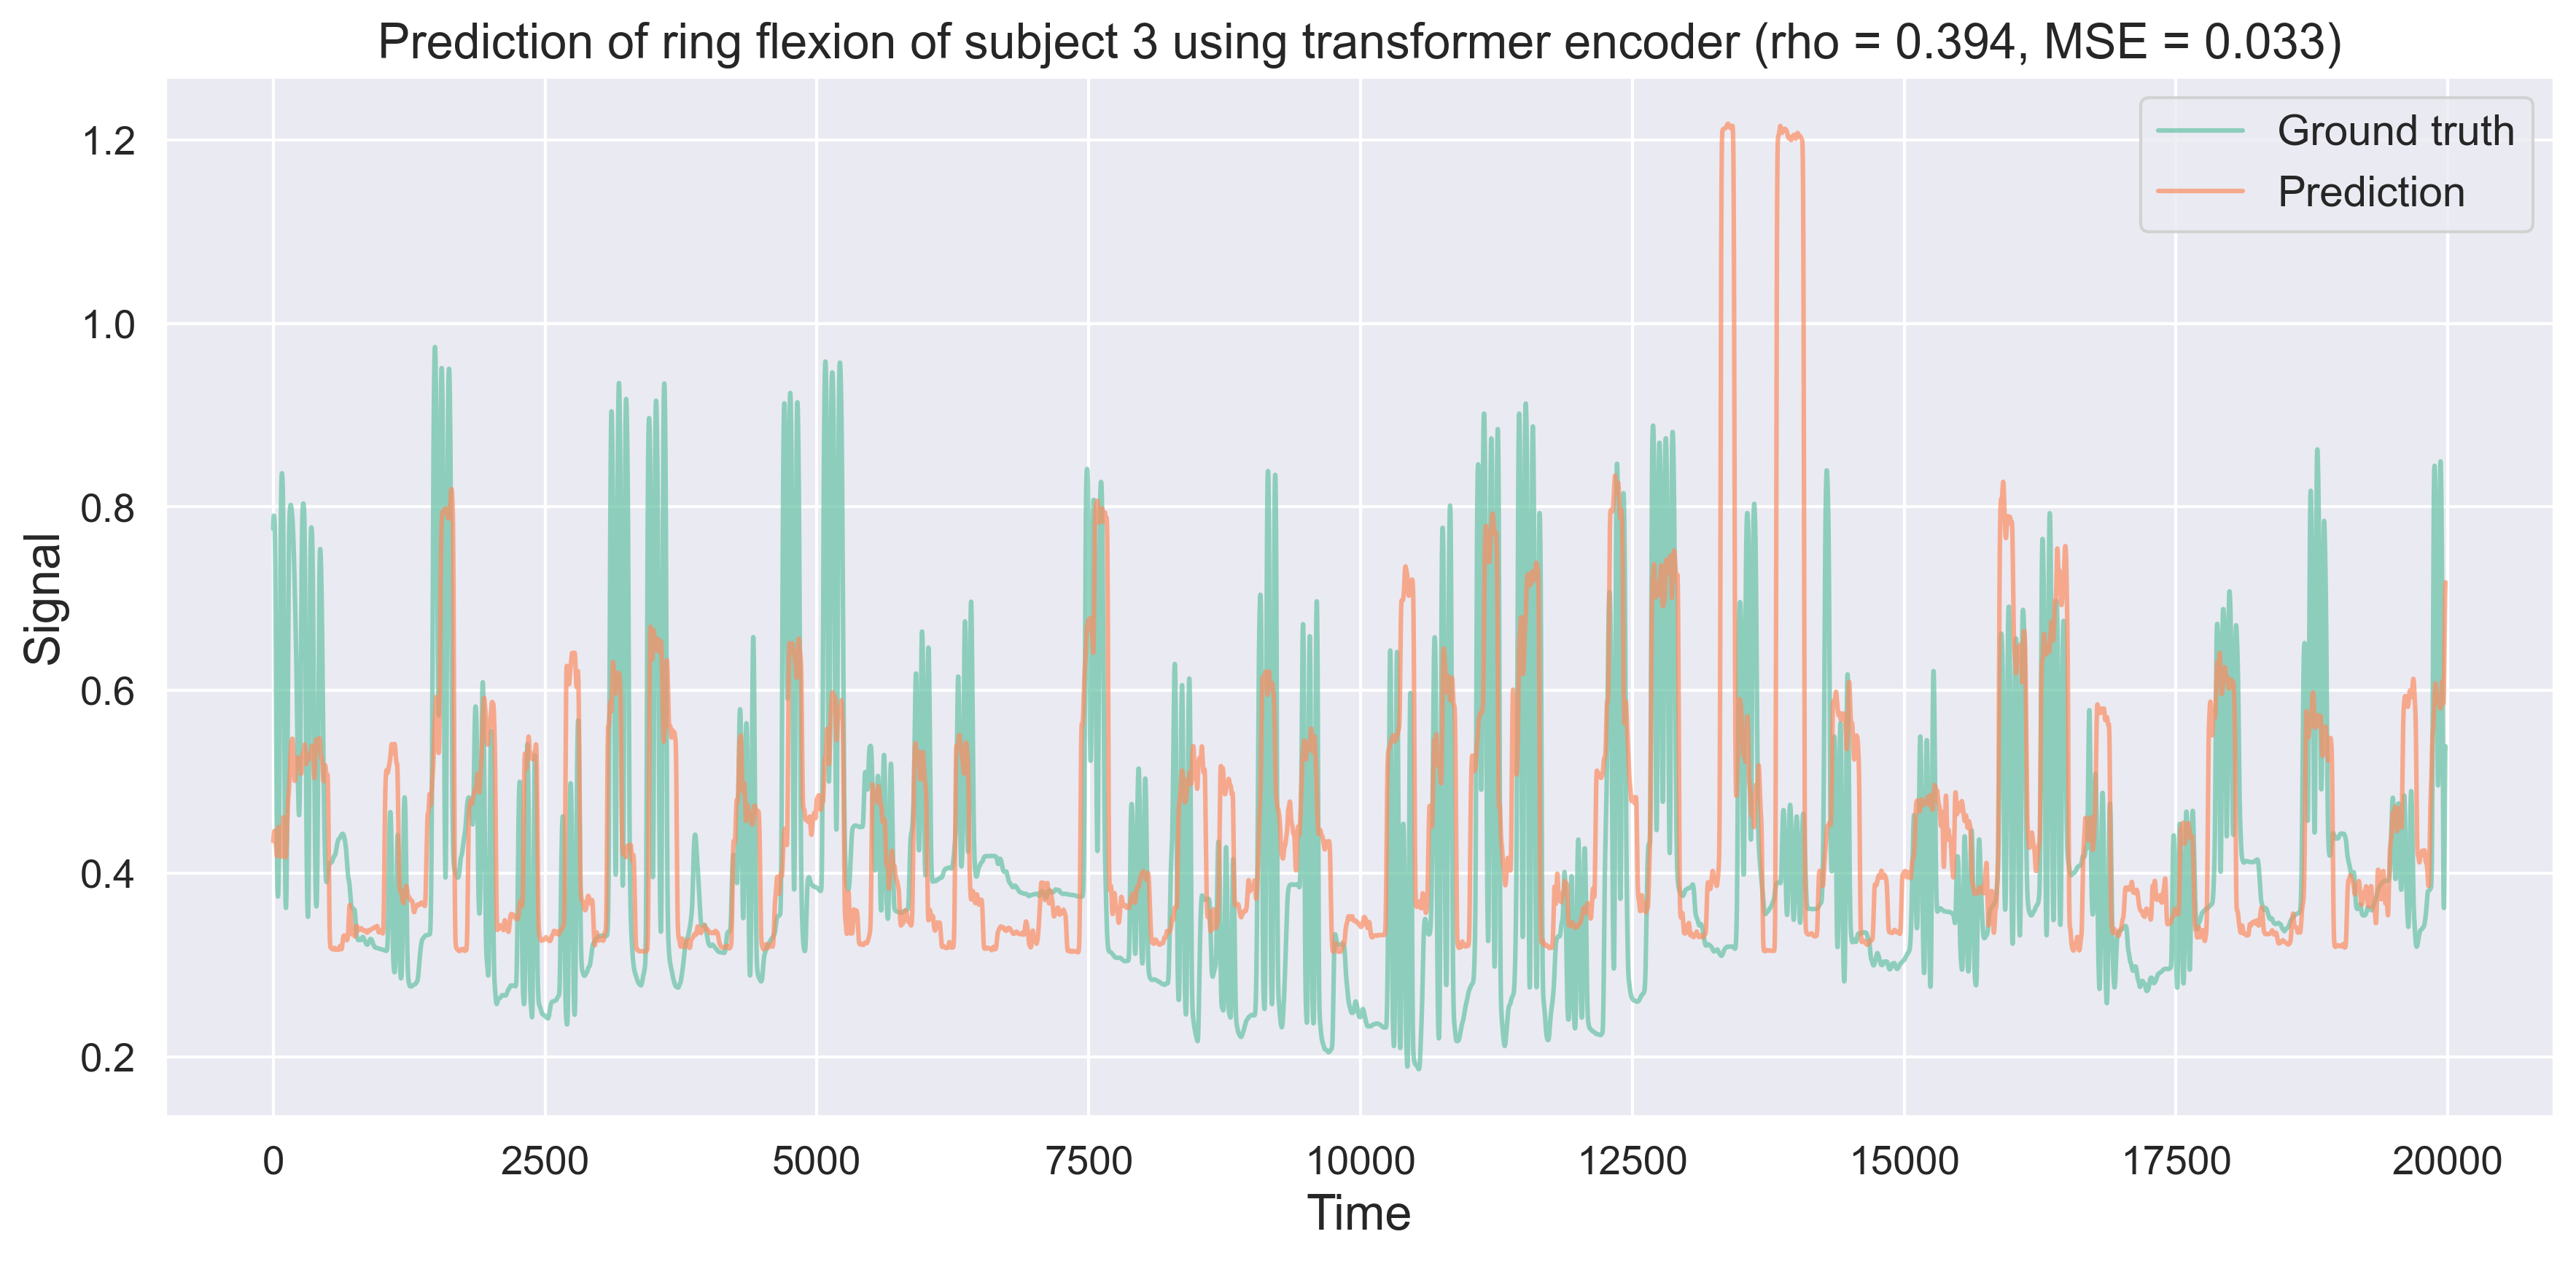 Prediction of ring flexion of subject 3 using transformer encoder (rho = 0.394, MSE = 0.033)
Ground truth
Prediction
1.2
1.0
0.8
0.6
0.4
0.2
Signal
0 2500 5000 7500 10000 12500 15000 17500 20000
Time